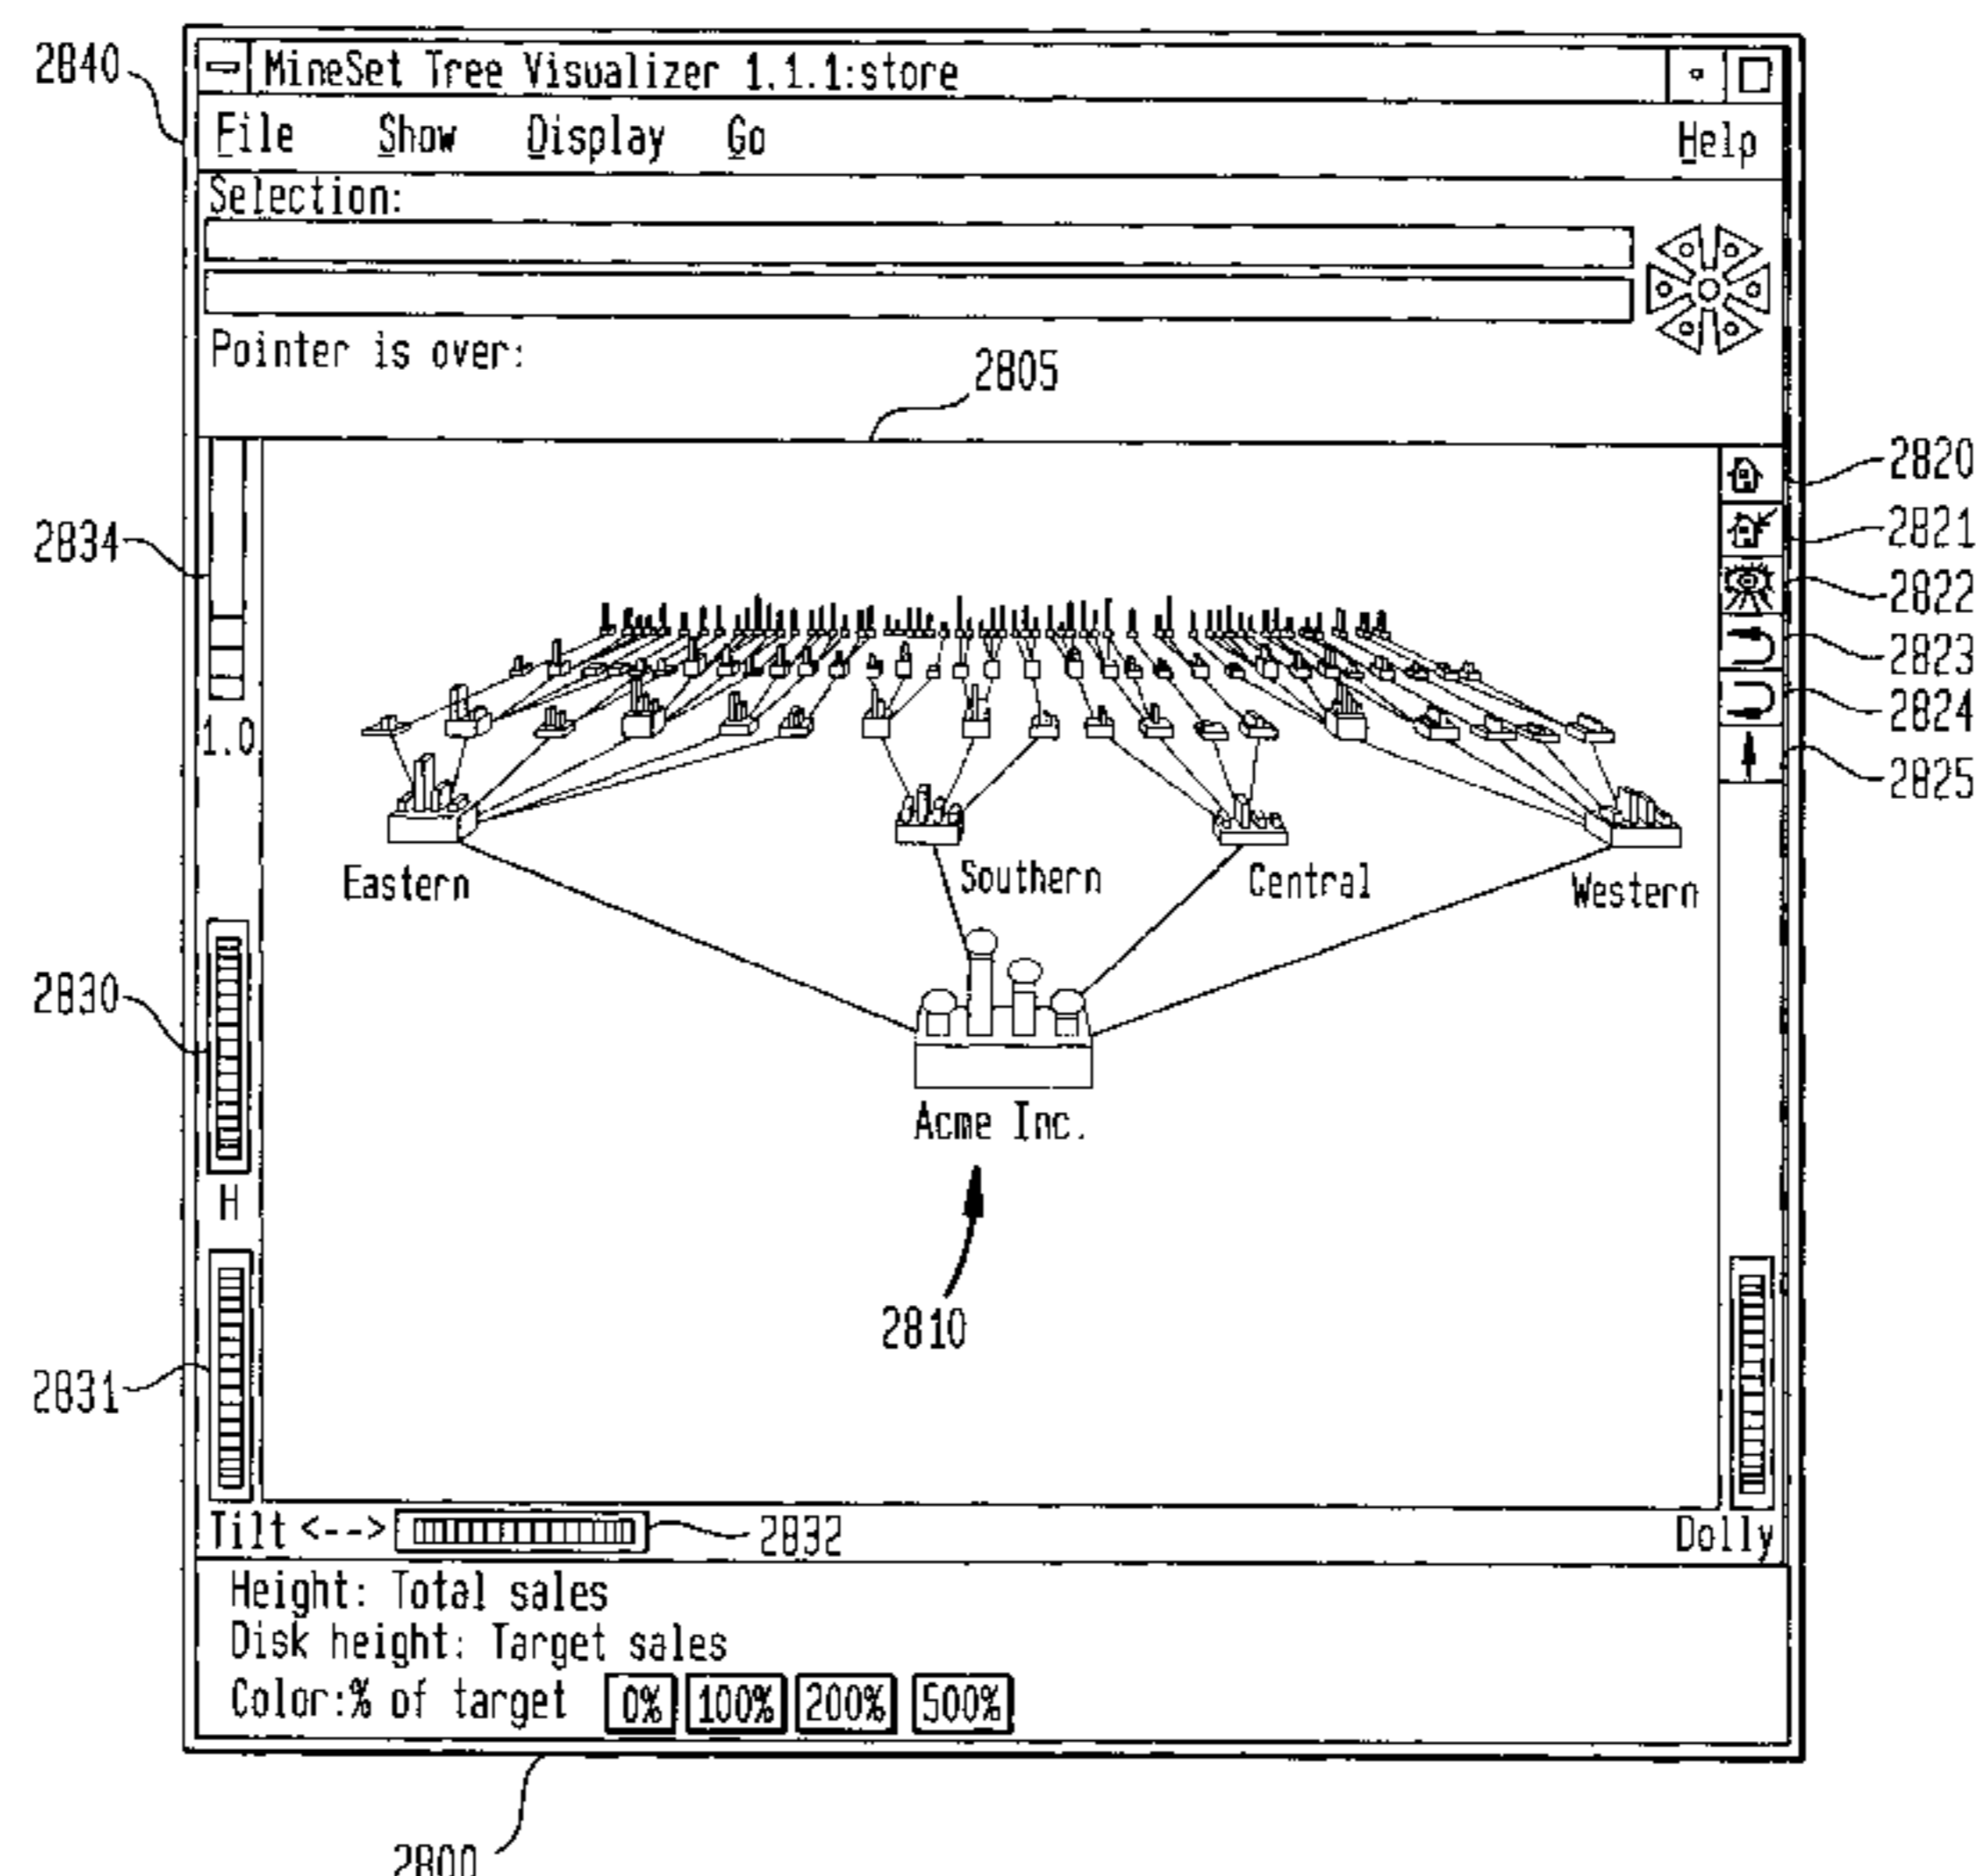 2840
MineSet Tree Visualizer 1.1.1:store
File Show Display Go Help
Selection:
Pointer is over:
2805
2820
2821
2822
2823
2824
2825
2834
1.0
Eastern Southern Central Western
2830
Acme Inc.
H
2810
2831
Tilt <--> 2832 Dolly
Height: Total sales
Disk height: Target sales
Color:% of target 0% 100% 200% 500%
2800